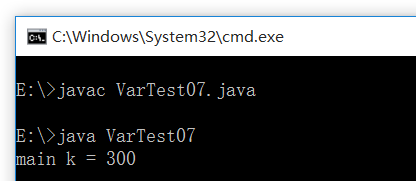 C:\Windows\System32\cmd.exe
E:\>javac VarTest07.java
E:\>java VarTest07
main k = 300